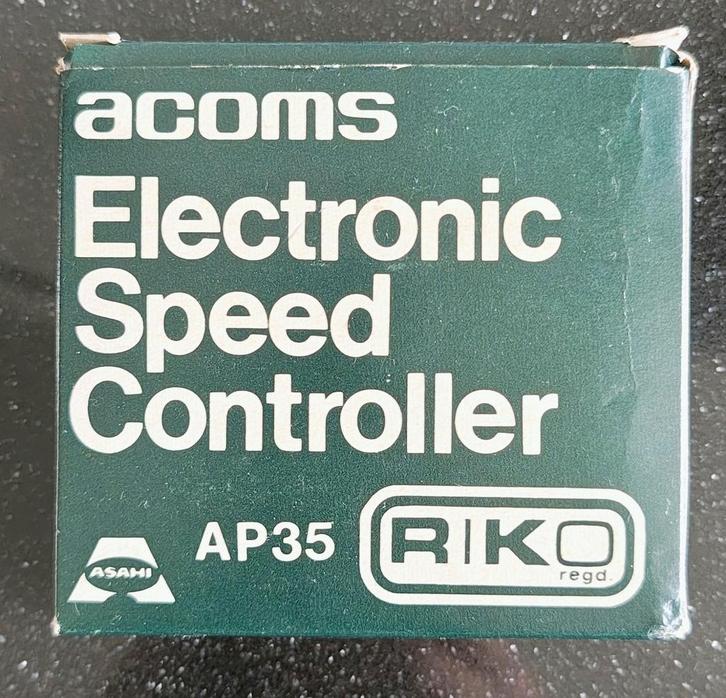 acoms
Electronic
Speed
Controller
AP35
RIKO
regd.
ASAHI